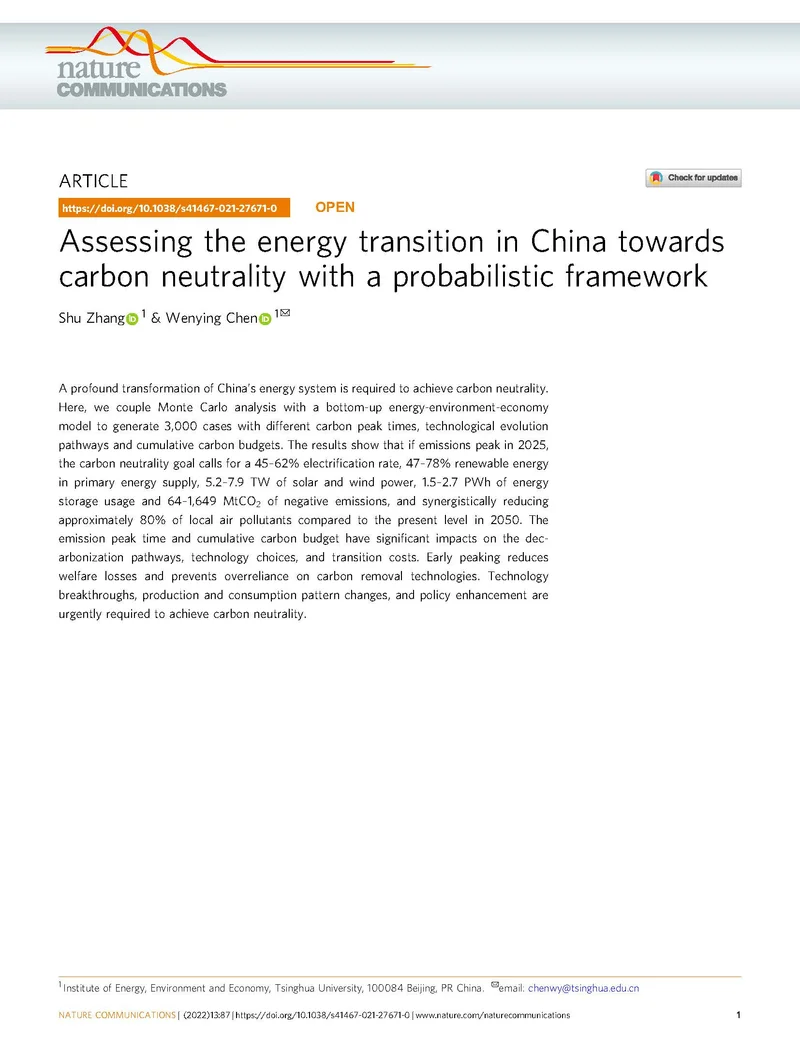 nature
COMMUNICATIONS
ARTICLE
Check for updates
https://doi.org/10.1038/s41467-021-27671-0 OPEN
Assessing the energy transition in China towards
carbon neutrality with a probabilistic framework
Shu Zhang 1 & Wenying Chen 1✉
A profound transformation of China's energy system is required to achieve carbon neutrality.
Here, we couple Monte Carlo analysis with a bottom-up energy-environment-economy
model to generate 3,000 cases with different carbon peak times, technological evolution
pathways and cumulative carbon budgets. The results show that if emissions peak in 2025,
the carbon neutrality goal calls for a 45–62% electrification rate, 47–78% renewable energy
in primary energy supply, 5.2–7.9 TW of solar and wind power, 1.5–2.7 PWh of energy
storage usage and 64–1,649 MtCO₂ of negative emissions, and synergistically reducing
approximately 80% of local air pollutants compared to the present level in 2050. The
emission peak time and cumulative carbon budget have significant impacts on the dec-
arbonization pathways, technology choices, and transition costs. Early peaking reduces
welfare losses and prevents overreliance on carbon removal technologies. Technology
breakthroughs, production and consumption pattern changes, and policy enhancement are
urgently required to achieve carbon neutrality.
1 Institute of Energy, Environment and Economy, Tsinghua University, 100084 Beijing, PR China. ✉email: chenwy@tsinghua.edu.cn
NATURE COMMUNICATIONS | (2022)13:87 | https://doi.org/10.1038/s41467-021-27671-0 | www.nature.com/naturecommunications 1